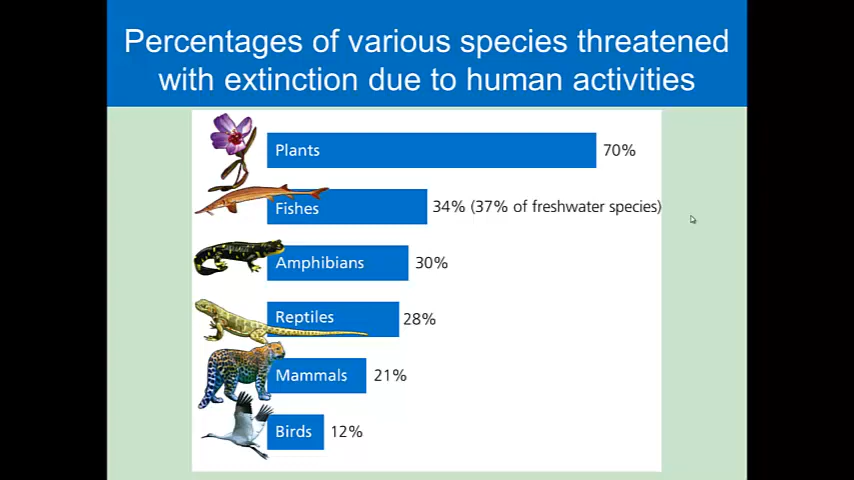 Percentages of various species threatened
with extinction due to human activities
Plants 70%
Fishes 34% (37% of freshwater species)
Amphibians 30%
Reptiles 28%
Mammals 21%
Birds 12%